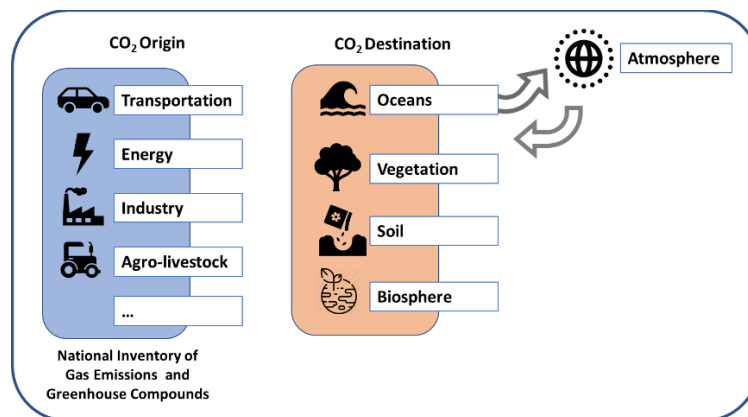 CO2 Origin
Transportation
Energy
Industry
Agro-livestock
...
National Inventory of
Gas Emissions and
Greenhouse Compounds
CO2 Destination
Oceans
Vegetation
Soil
Biosphere
Atmosphere